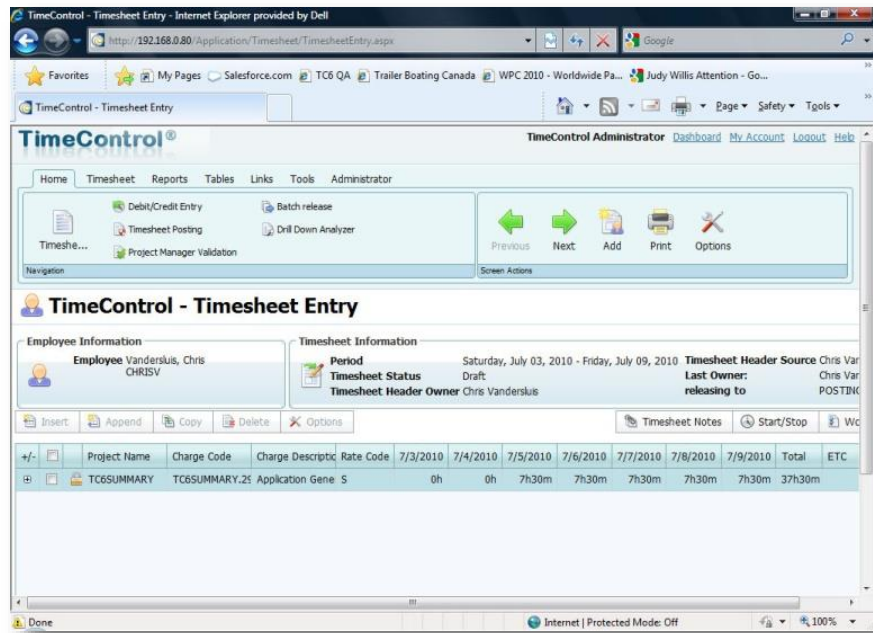 TimeControl - Timesheet Entry - Internet Explorer provided by Dell
http://192.168.0.80/Application/Timesheet/TimesheetEntry.aspx
Google
Favorites My Pages Salesforce.com TC6 QA Trailer Boating Canada WPC 2010 - Worldwide Pa... Judy Willis Attention - Go...
TimeControl - Timesheet Entry
Page Safety Tools
TimeControl®
TimeControl Administrator Dashboard My Account Logout Help
Home Timesheet Reports Tables Links Tools Administrator
Debit/Credit Entry Batch release
Timesheet Posting Drill Down Analyzer
Project Manager Validation
Timeshe...
Previous Next Add Print Options
Navigation
Screen Actions
TimeControl - Timesheet Entry
Employee Information
Employee Vandersluis, Chris
CHRISV
Timesheet Information
Period Saturday, July 03, 2010 - Friday, July 09, 2010 Timesheet Header Source Chris Var
Timesheet Status Draft Last Owner: Chris Var
Timesheet Header Owner Chris Vandersluis releasing to POSTIN
Insert Append Copy Delete Options Timesheet Notes Start/Stop Wo
+/- Project Name Charge Code Charge Descriptic Rate Code 7/3/2010 7/4/2010 7/5/2010 7/6/2010 7/7/2010 7/8/2010 7/9/2010 Total ETC
TC6SUMMARY TC6SUMMARY.29 Application Gene S 0h 0h 7h30m 7h30m 7h30m 7h30m 7h30m 37h30m
Done Internet | Protected Mode: Off 100%